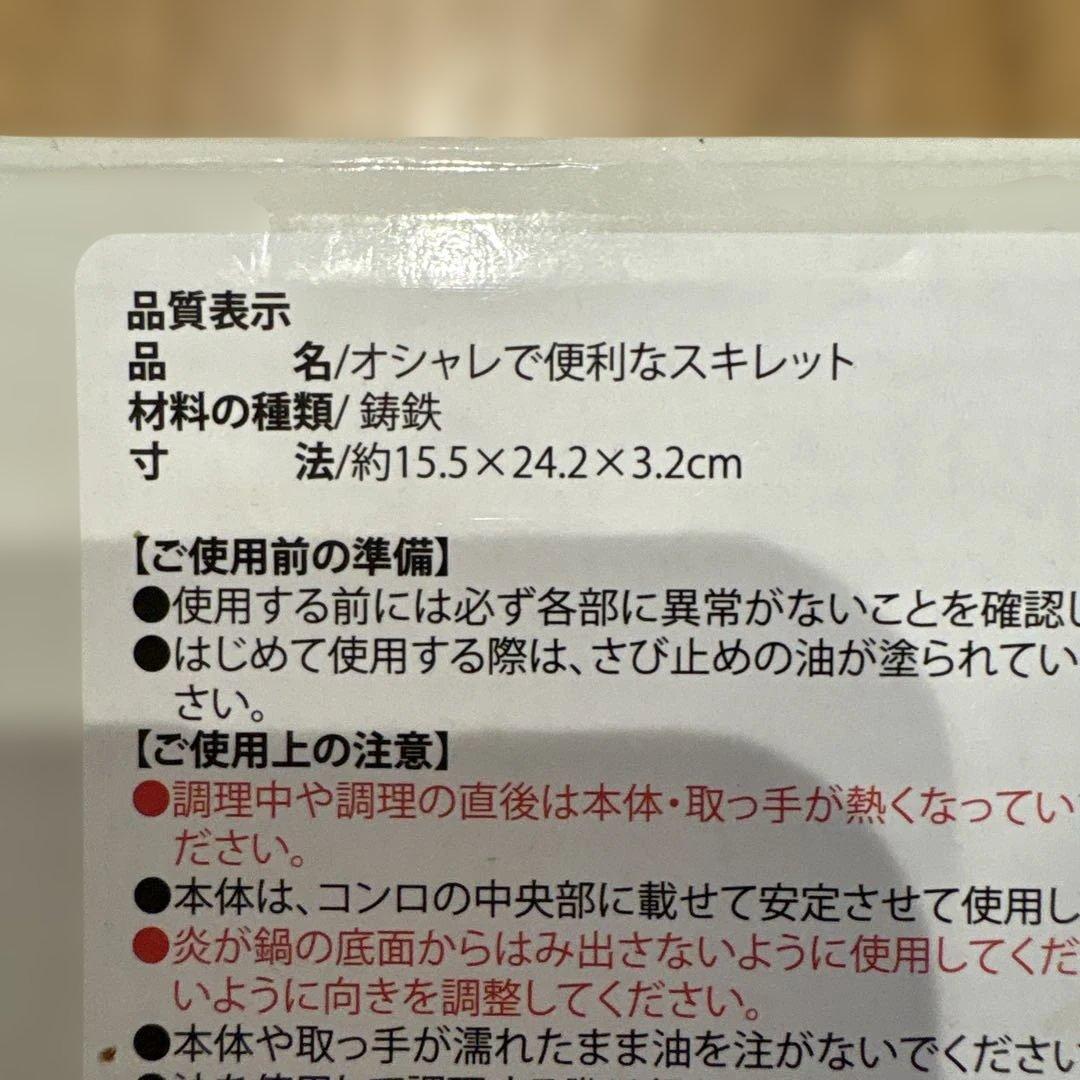 品質表示
品 名/オシャレで便利なスキレット
材料の種類/ 鋳鉄
寸 法/約15.5×24.2×3.2cm
【ご使用前の準備】
●使用する前には必ず各部に異常がないことを確認し
●はじめて使用する際は、さび止めの油が塗られてい
さい。
【ご使用上の注意】
●調理中や調理の直後は本体・取っ手が熱くなってい
ださい。
●本体は、コンロの中央部に載せて安定させて使用し
●炎が鍋の底面からはみ出さないように使用してくだ
いように向きを調整してください。
●本体や取っ手が濡れたまま油を注がないでください